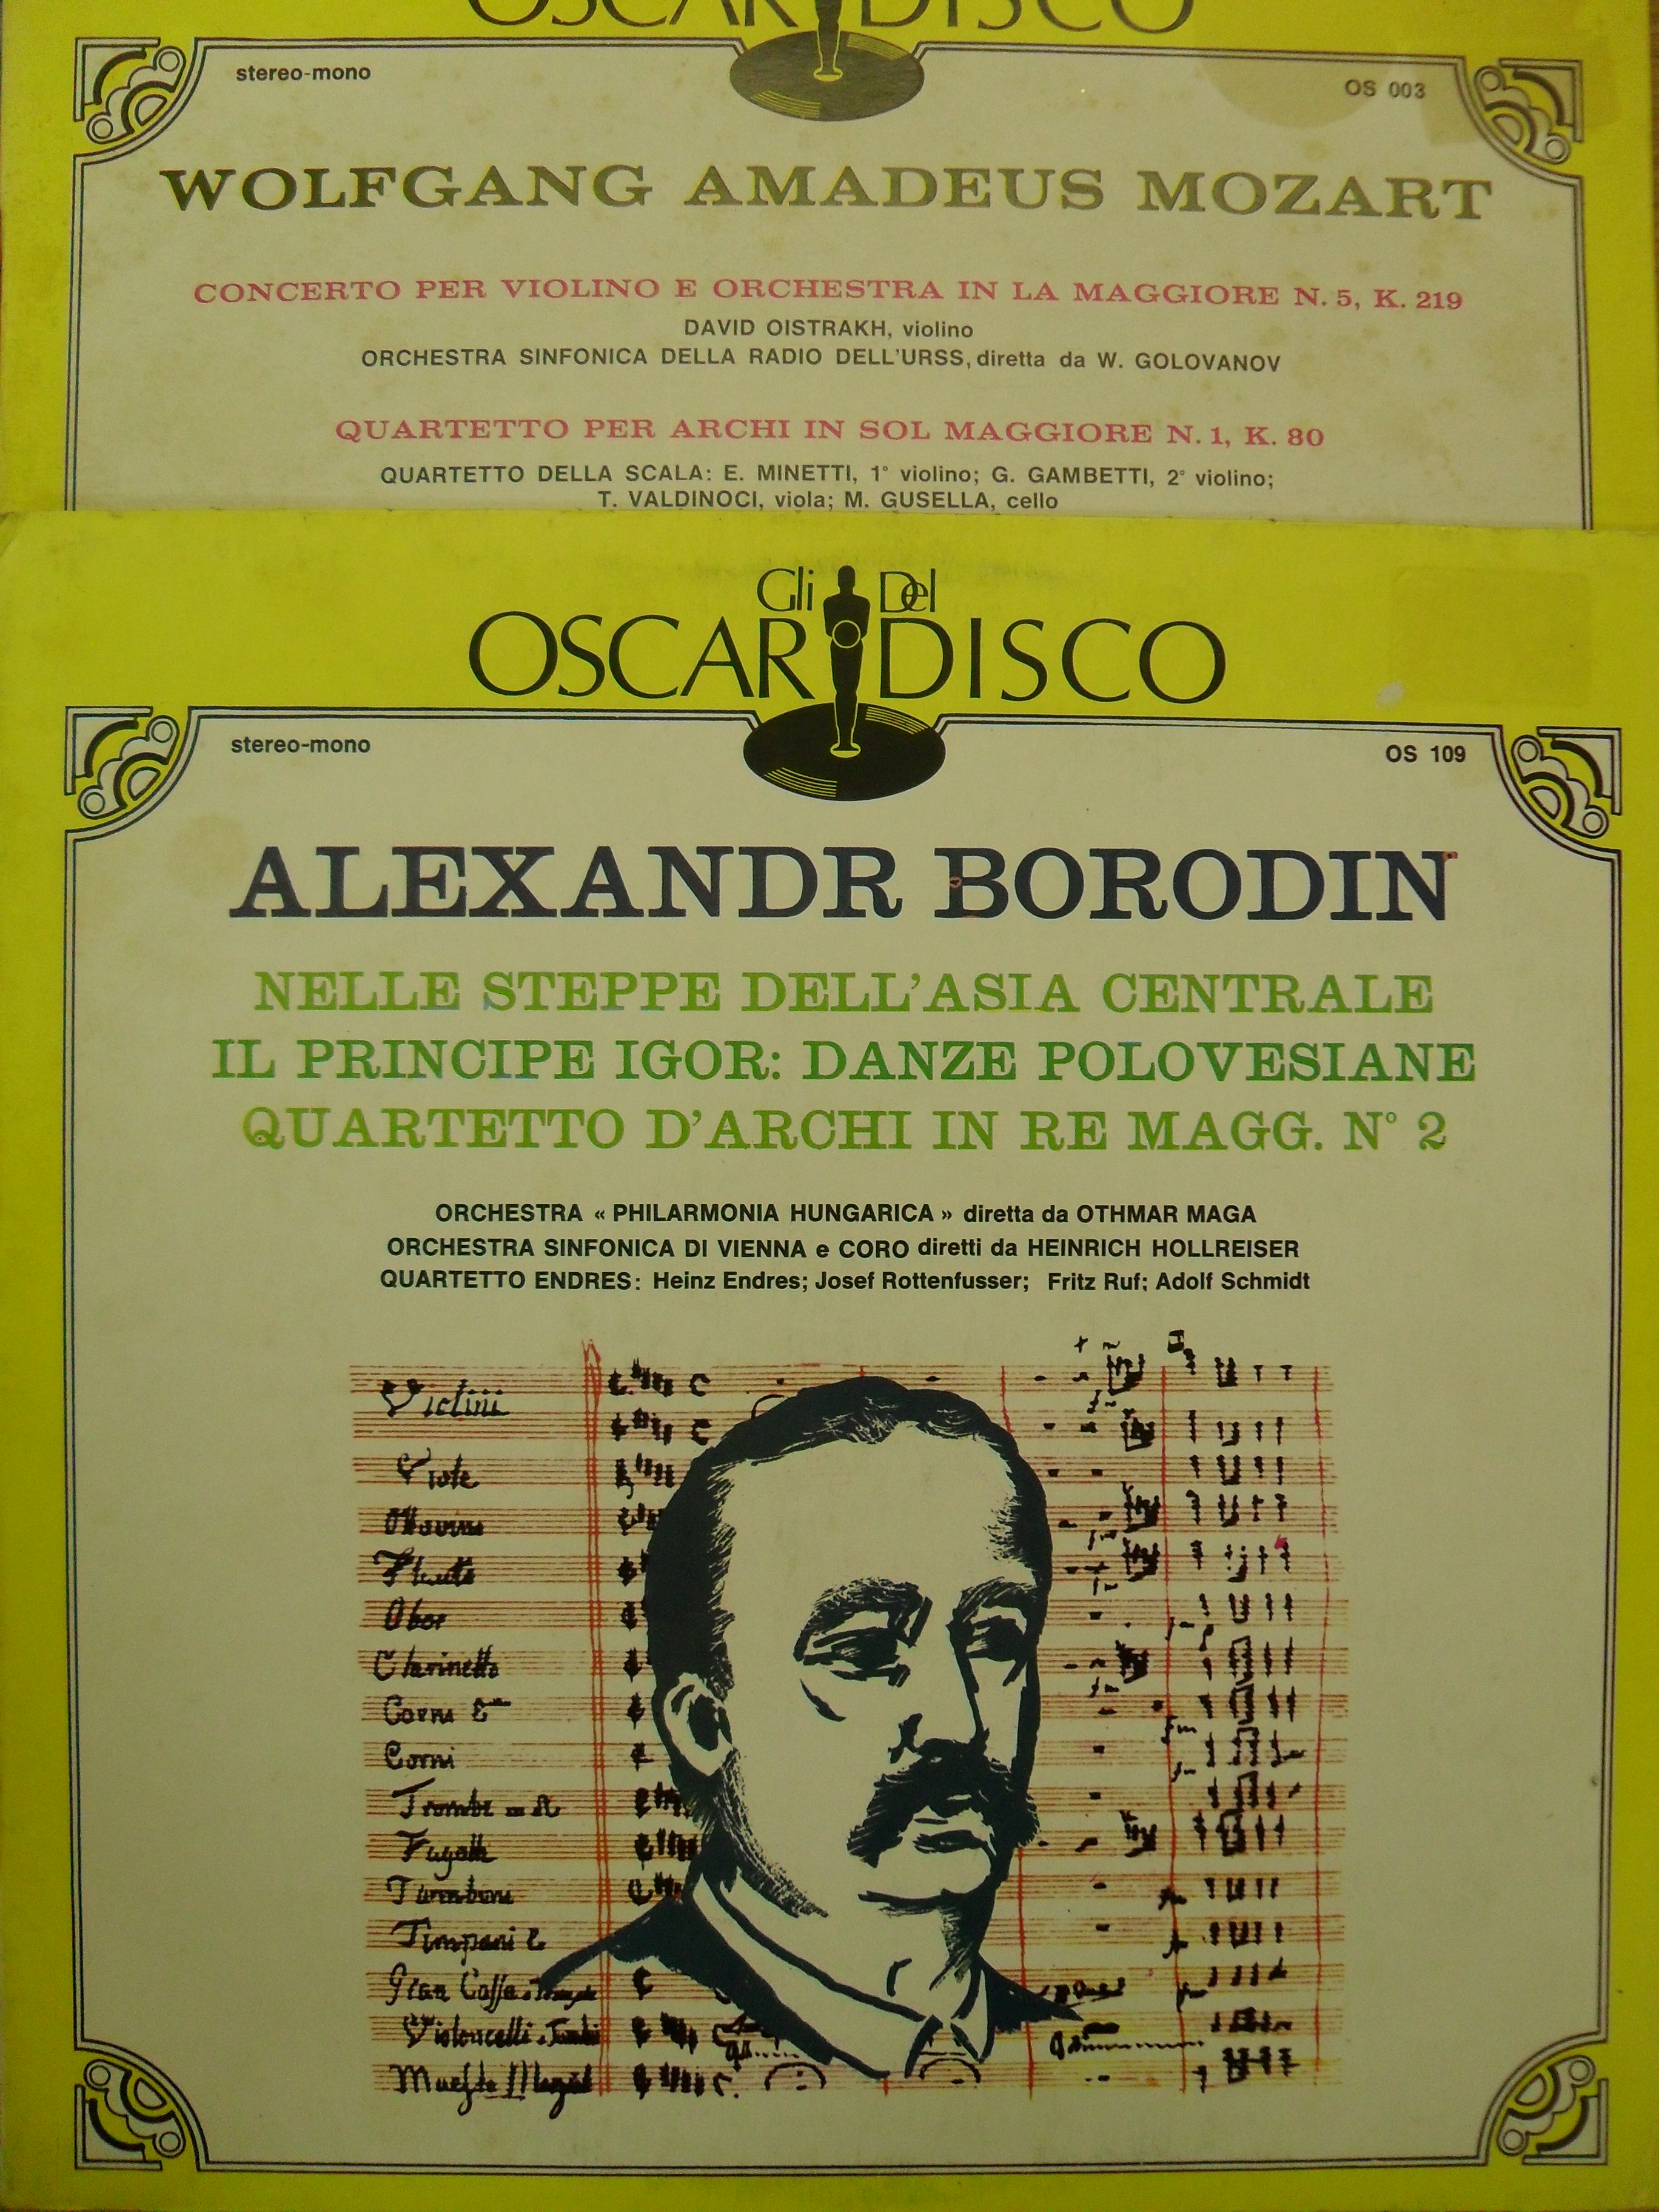 OSCAR DISCO
stereo-mono
OS 003
WOLFGANG AMADEUS MOZART
CONCERTO PER VIOLINO E ORCHESTRA IN LA MAGGIORE N. 5, K. 219
DAVID OISTRAKH, violino
ORCHESTRA SINFONICA DELLA RADIO DELL'URSS, diretta da W. GOLOVANOV
QUARTETTO PER ARCHI IN SOL MAGGIORE N. 1, K. 80
QUARTETTO DELLA SCALA: E. MINETTI, 1° violino; G. GAMBETTI, 2° violino;
T. VALDINOCI, viola; M. GUSELLA, cello
Gli Del
OSCAR DISCO
stereo-mono
OS 109
ALEXANDR BORODIN
NELLE STEPPE DELL'ASIA CENTRALE
IL PRINCIPE IGOR: DANZE POLOVESIANE
QUARTETTO D'ARCHI IN RE MAGG. N° 2
ORCHESTRA « PHILARMONIA HUNGARICA » diretta da OTHMAR MAGA
ORCHESTRA SINFONICA DI VIENNA e CORO diretti da HEINRICH HOLLREISER
QUARTETTO ENDRES: Heinz Endres; Josef Rottenfusser; Fritz Ruf; Adolf Schmidt
Viole
Clarinetto
Corni
Corni
Timpani
Gran Cassa
Violoncelli